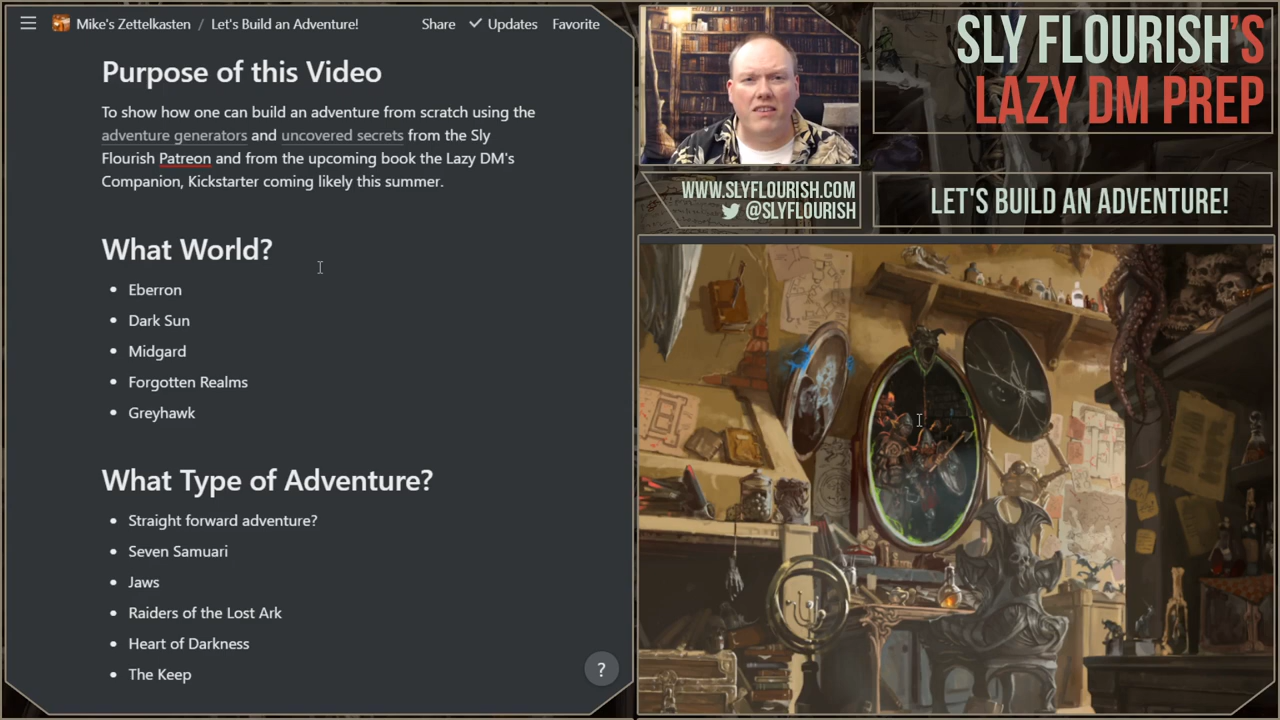 Mike's Zettelkasten / Let's Build an Adventure!
Share Updates Favorite
Purpose of this Video
To show how one can build an adventure from scratch using the
adventure generators and uncovered secrets from the Sly
Flourish Patreon and from the upcoming book the Lazy DM's
Companion, Kickstarter coming likely this summer.
What World?
• Eberron
• Dark Sun
• Midgard
• Forgotten Realms
• Greyhawk
What Type of Adventure?
• Straight forward adventure?
• Seven Samuari
• Jaws
• Raiders of the Lost Ark
• Heart of Darkness
• The Keep
?
SLY FLOURISH'S
LAZY DM PREP
WWW.SLYFLOURISH.COM
@SLYFLOURISH
LET'S BUILD AN ADVENTURE!